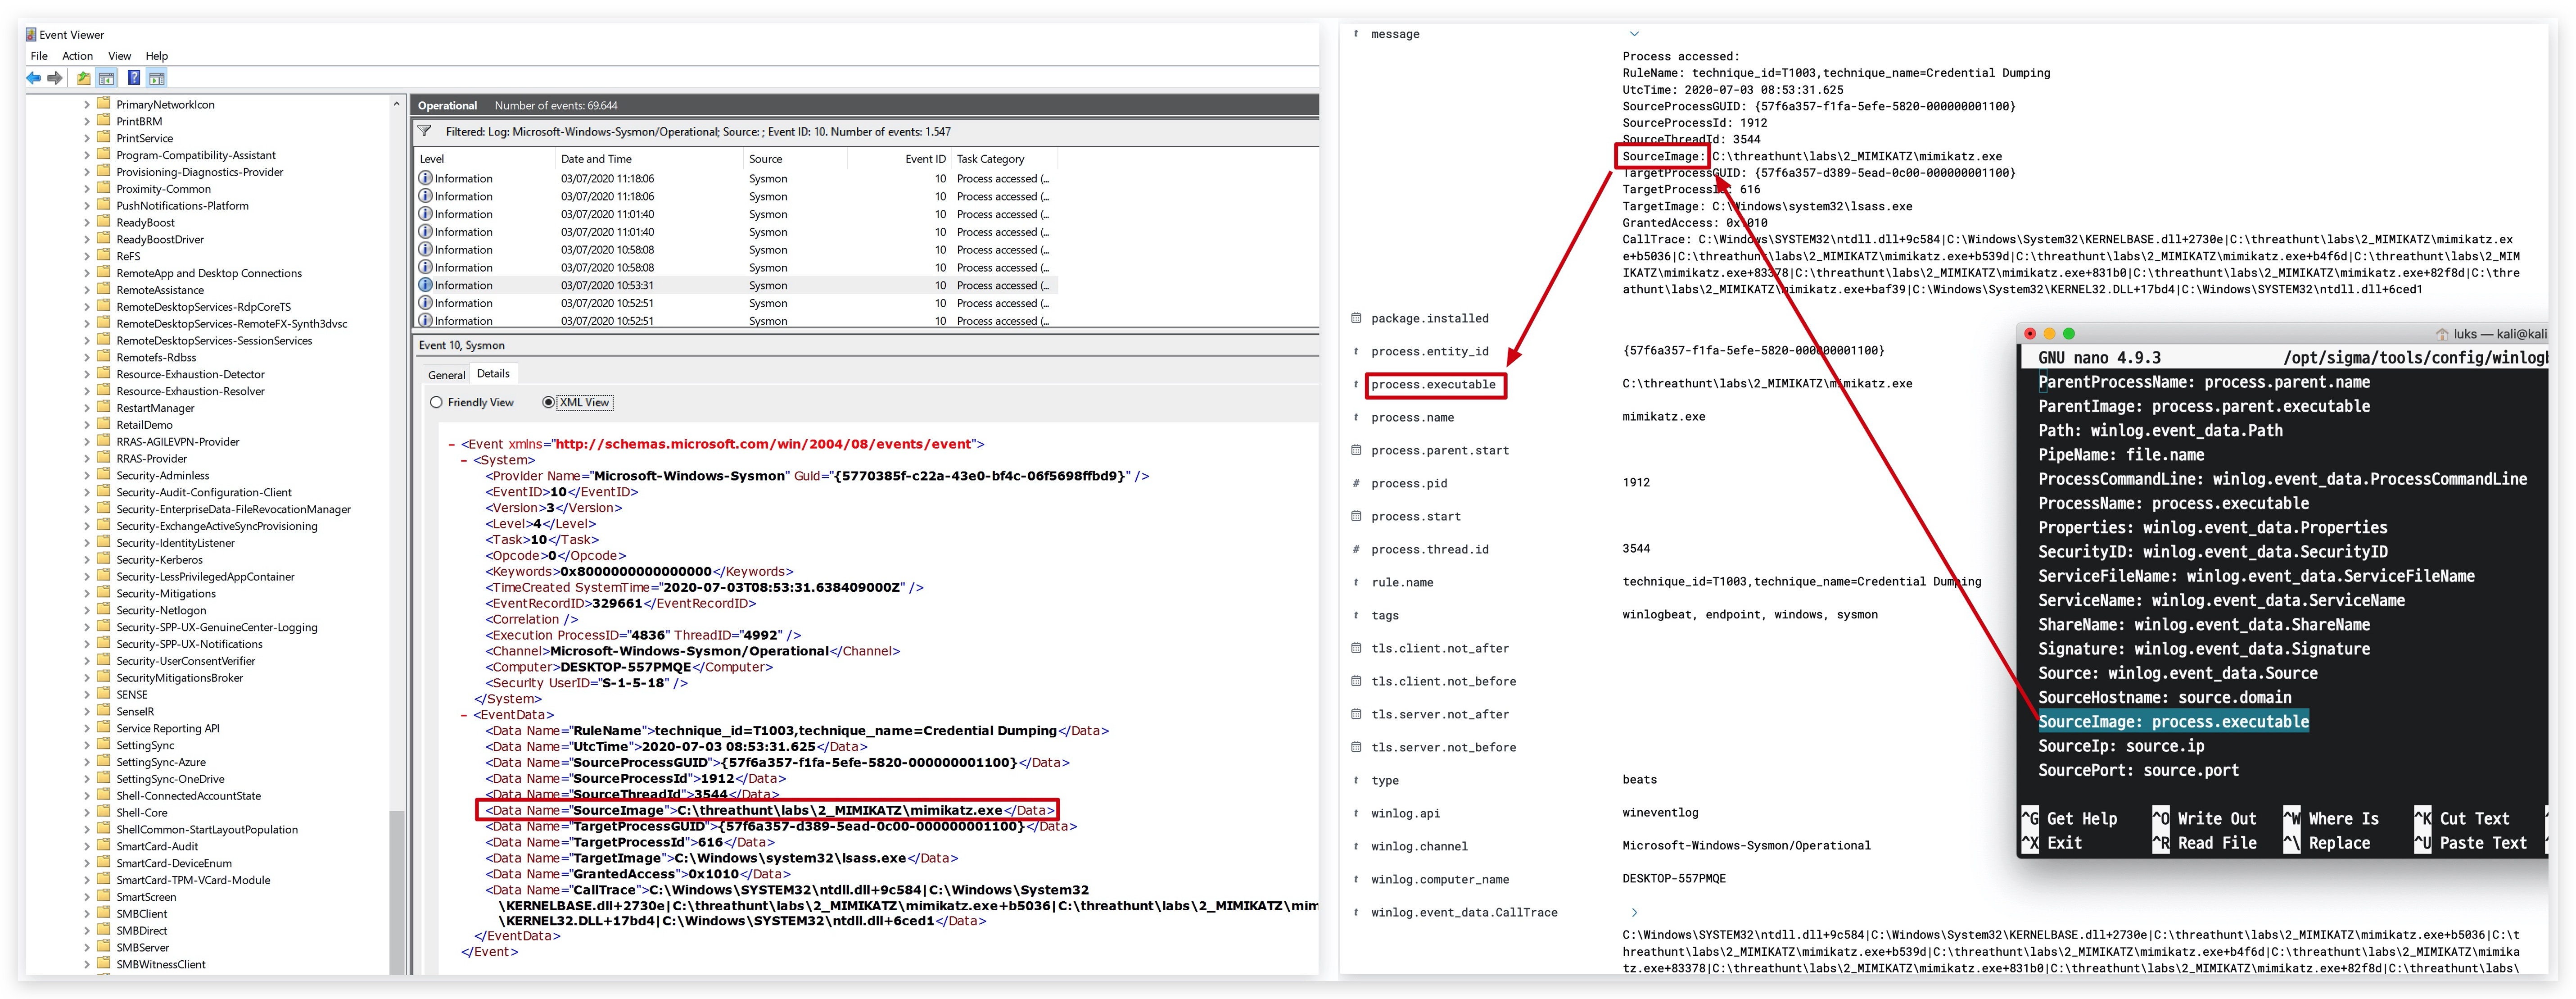 Event Viewer
File Action View Help
PrimaryNetworkIcon
PrintBRM
PrintService
Program-Compatibility-Assistant
Provisioning-Diagnostics-Provider
Proximity-Common
PushNotifications-Platform
ReadyBoost
ReadyBoostDriver
ReFS
RemoteApp and Desktop Connections
RemoteAssistance
RemoteDesktopServices-RdpCoreTS
RemoteDesktopServices-RemoteFX-Synth3dvsc
RemoteDesktopServices-SessionServices
Remotefs-Rdbss
Resource-Exhaustion-Detector
Resource-Exhaustion-Resolver
RestartManager
RetailDemo
RRAS-AGILEVPN-Provider
RRAS-Provider
Security-Adminless
Security-Audit-Configuration-Client
Security-EnterpriseData-FileRevocationManager
Security-ExchangeActiveSyncProvisioning
Security-IdentityListener
Security-Kerberos
Security-LessPrivilegedAppContainer
Security-Mitigations
Security-Netlogon
Security-SPP-UX-GenuineCenter-Logging
Security-SPP-UX-Notifications
Security-UserConsentVerifier
SecurityMitigationsBroker
SENSE
SenseIR
Service Reporting API
SettingSync
SettingSync-Azure
SettingSync-OneDrive
Shell-ConnectedAccountState
Shell-Core
ShellCommon-StartLayoutPopulation
SmartCard-Audit
SmartCard-DeviceEnum
SmartCard-TPM-VCard-Module
SmartScreen
SMBClient
SMBDirect
SMBServer
SMBWitnessClient
Operational Number of events: 69.644
Filtered: Log: Microsoft-Windows-Sysmon/Operational; Source: ; Event ID: 10. Number of events: 1.547
Level Date and Time Source Event ID Task Category
Information 03/07/2020 11:18:06 Sysmon 10 Process accessed (...
Information 03/07/2020 11:18:06 Sysmon 10 Process accessed (...
Information 03/07/2020 11:01:40 Sysmon 10 Process accessed (...
Information 03/07/2020 11:01:40 Sysmon 10 Process accessed (...
Information 03/07/2020 10:58:08 Sysmon 10 Process accessed (...
Information 03/07/2020 10:58:08 Sysmon 10 Process accessed (...
Information 03/07/2020 10:53:31 Sysmon 10 Process accessed (...
Information 03/07/2020 10:52:51 Sysmon 10 Process accessed (...
Information 03/07/2020 10:52:51 Sysmon 10 Process accessed (...
Event 10, Sysmon
General Details
Friendly View XML View
- <Event xmlns="http://schemas.microsoft.com/win/2004/08/events/event">
- <System>
<Provider Name="Microsoft-Windows-Sysmon" Guid="{5770385f-c22a-43e0-bf4c-06f5698ffbd9}" />
<EventID>10</EventID>
<Version>3</Version>
<Level>4</Level>
<Task>10</Task>
<Opcode>0</Opcode>
<Keywords>0x8000000000000000</Keywords>
<TimeCreated SystemTime="2020-07-03T08:53:31.638409000Z" />
<EventRecordID>329661</EventRecordID>
<Correlation />
<Execution ProcessID="4836" ThreadID="4992" />
<Channel>Microsoft-Windows-Sysmon/Operational</Channel>
<Computer>DESKTOP-557PMQE</Computer>
<Security UserID="S-1-5-18" />
</System>
- <EventData>
<Data Name="RuleName">technique_id=T1003,technique_name=Credential Dumping</Data>
<Data Name="UtcTime">2020-07-03 08:53:31.625</Data>
<Data Name="SourceProcessGUID">{57f6a357-f1fa-5efe-5820-000000001100}</Data>
<Data Name="SourceProcessId">1912</Data>
<Data Name="SourceThreadId">3544</Data>
<Data Name="SourceImage">C:\threathunt\labs\2_MIMIKATZ\mimikatz.exe</Data>
<Data Name="TargetProcessGUID">{57f6a357-d389-5ead-0c00-000000001100}</Data>
<Data Name="TargetProcessId">616</Data>
<Data Name="TargetImage">C:\Windows\system32\lsass.exe</Data>
<Data Name="GrantedAccess">0x1010</Data>
<Data Name="CallTrace">C:\Windows\SYSTEM32\ntdll.dll+9c584|C:\Windows\System32
\KERNELBASE.dll+2730e|C:\threathunt\labs\2_MIMIKATZ\mimikatz.exe+b5036|C:\threathunt\labs\2_MIMIKATZ\mim
\KERNEL32.DLL+17bd4|C:\Windows\SYSTEM32\ntdll.dll+6ced1</Data>
</EventData>
</Event>
t message
Process accessed:
RuleName: technique_id=T1003,technique_name=Credential Dumping
UtcTime: 2020-07-03 08:53:31.625
SourceProcessGUID: {57f6a357-f1fa-5efe-5820-000000001100}
SourceProcessId: 1912
SourceThreadId: 3544
SourceImage: C:\threathunt\labs\2_MIMIKATZ\mimikatz.exe
TargetProcessGUID: {57f6a357-d389-5ead-0c00-000000001100}
TargetProcessId: 616
TargetImage: C:\Windows\system32\lsass.exe
GrantedAccess: 0x1010
CallTrace: C:\Windows\SYSTEM32\ntdll.dll+9c584|C:\Windows\System32\KERNELBASE.dll+2730e|C:\threathunt\labs\2_MIMIKATZ\mimikatz.ex
e+b5036|C:\threathunt\labs\2_MIMIKATZ\mimikatz.exe+b539d|C:\threathunt\labs\2_MIMIKATZ\mimikatz.exe+b4f6d|C:\threathunt\labs\2_MIM
IKATZ\mimikatz.exe+83378|C:\threathunt\labs\2_MIMIKATZ\mimikatz.exe+831b0|C:\threathunt\labs\2_MIMIKATZ\mimikatz.exe+82f8d|C:\thre
athunt\labs\2_MIMIKATZ\mimikatz.exe+baf39|C:\Windows\System32\KERNEL32.DLL+17bd4|C:\Windows\SYSTEM32\ntdll.dll+6ced1
package.installed
t process.entity_id {57f6a357-f1fa-5efe-5820-000000001100}
t process.executable C:\threathunt\labs\2_MIMIKATZ\mimikatz.exe
t process.name mimikatz.exe
process.parent.start
# process.pid 1912
process.start
# process.thread.id 3544
t rule.name technique_id=T1003,technique_name=Credential Dumping
t tags winlogbeat, endpoint, windows, sysmon
tls.client.not_after
tls.client.not_before
tls.server.not_after
tls.server.not_before
t type beats
t winlog.api wineventlog
t winlog.channel Microsoft-Windows-Sysmon/Operational
t winlog.computer_name DESKTOP-557PMQE
t winlog.event_data.CallTrace
C:\Windows\SYSTEM32\ntdll.dll+9c584|C:\Windows\System32\KERNELBASE.dll+2730e|C:\threathunt\labs\2_MIMIKATZ\mimikatz.exe+b5036|C:\t
hreathunt\labs\2_MIMIKATZ\mimikatz.exe+b539d|C:\threathunt\labs\2_MIMIKATZ\mimikatz.exe+b4f6d|C:\threathunt\labs\2_MIMIKATZ\mimika
tz.exe+83378|C:\threathunt\labs\2_MIMIKATZ\mimikatz.exe+831b0|C:\threathunt\labs\2_MIMIKATZ\mimikatz.exe+82f8d|C:\threathunt\labs\
luks — kali@kali
GNU nano 4.9.3 /opt/sigma/tools/config/winlogb
ParentProcessName: process.parent.name
ParentImage: process.parent.executable
Path: winlog.event_data.Path
PipeName: file.name
ProcessCommandLine: winlog.event_data.ProcessCommandLine
ProcessName: process.executable
Properties: winlog.event_data.Properties
SecurityID: winlog.event_data.SecurityID
ServiceFileName: winlog.event_data.ServiceFileName
ServiceName: winlog.event_data.ServiceName
ShareName: winlog.event_data.ShareName
Signature: winlog.event_data.Signature
Source: winlog.event_data.Source
SourceHostname: source.domain
SourceImage: process.executable
SourceIp: source.ip
SourcePort: source.port
^G Get Help ^O Write Out ^W Where Is ^K Cut Text
^X Exit ^R Read File ^\ Replace ^U Paste Text